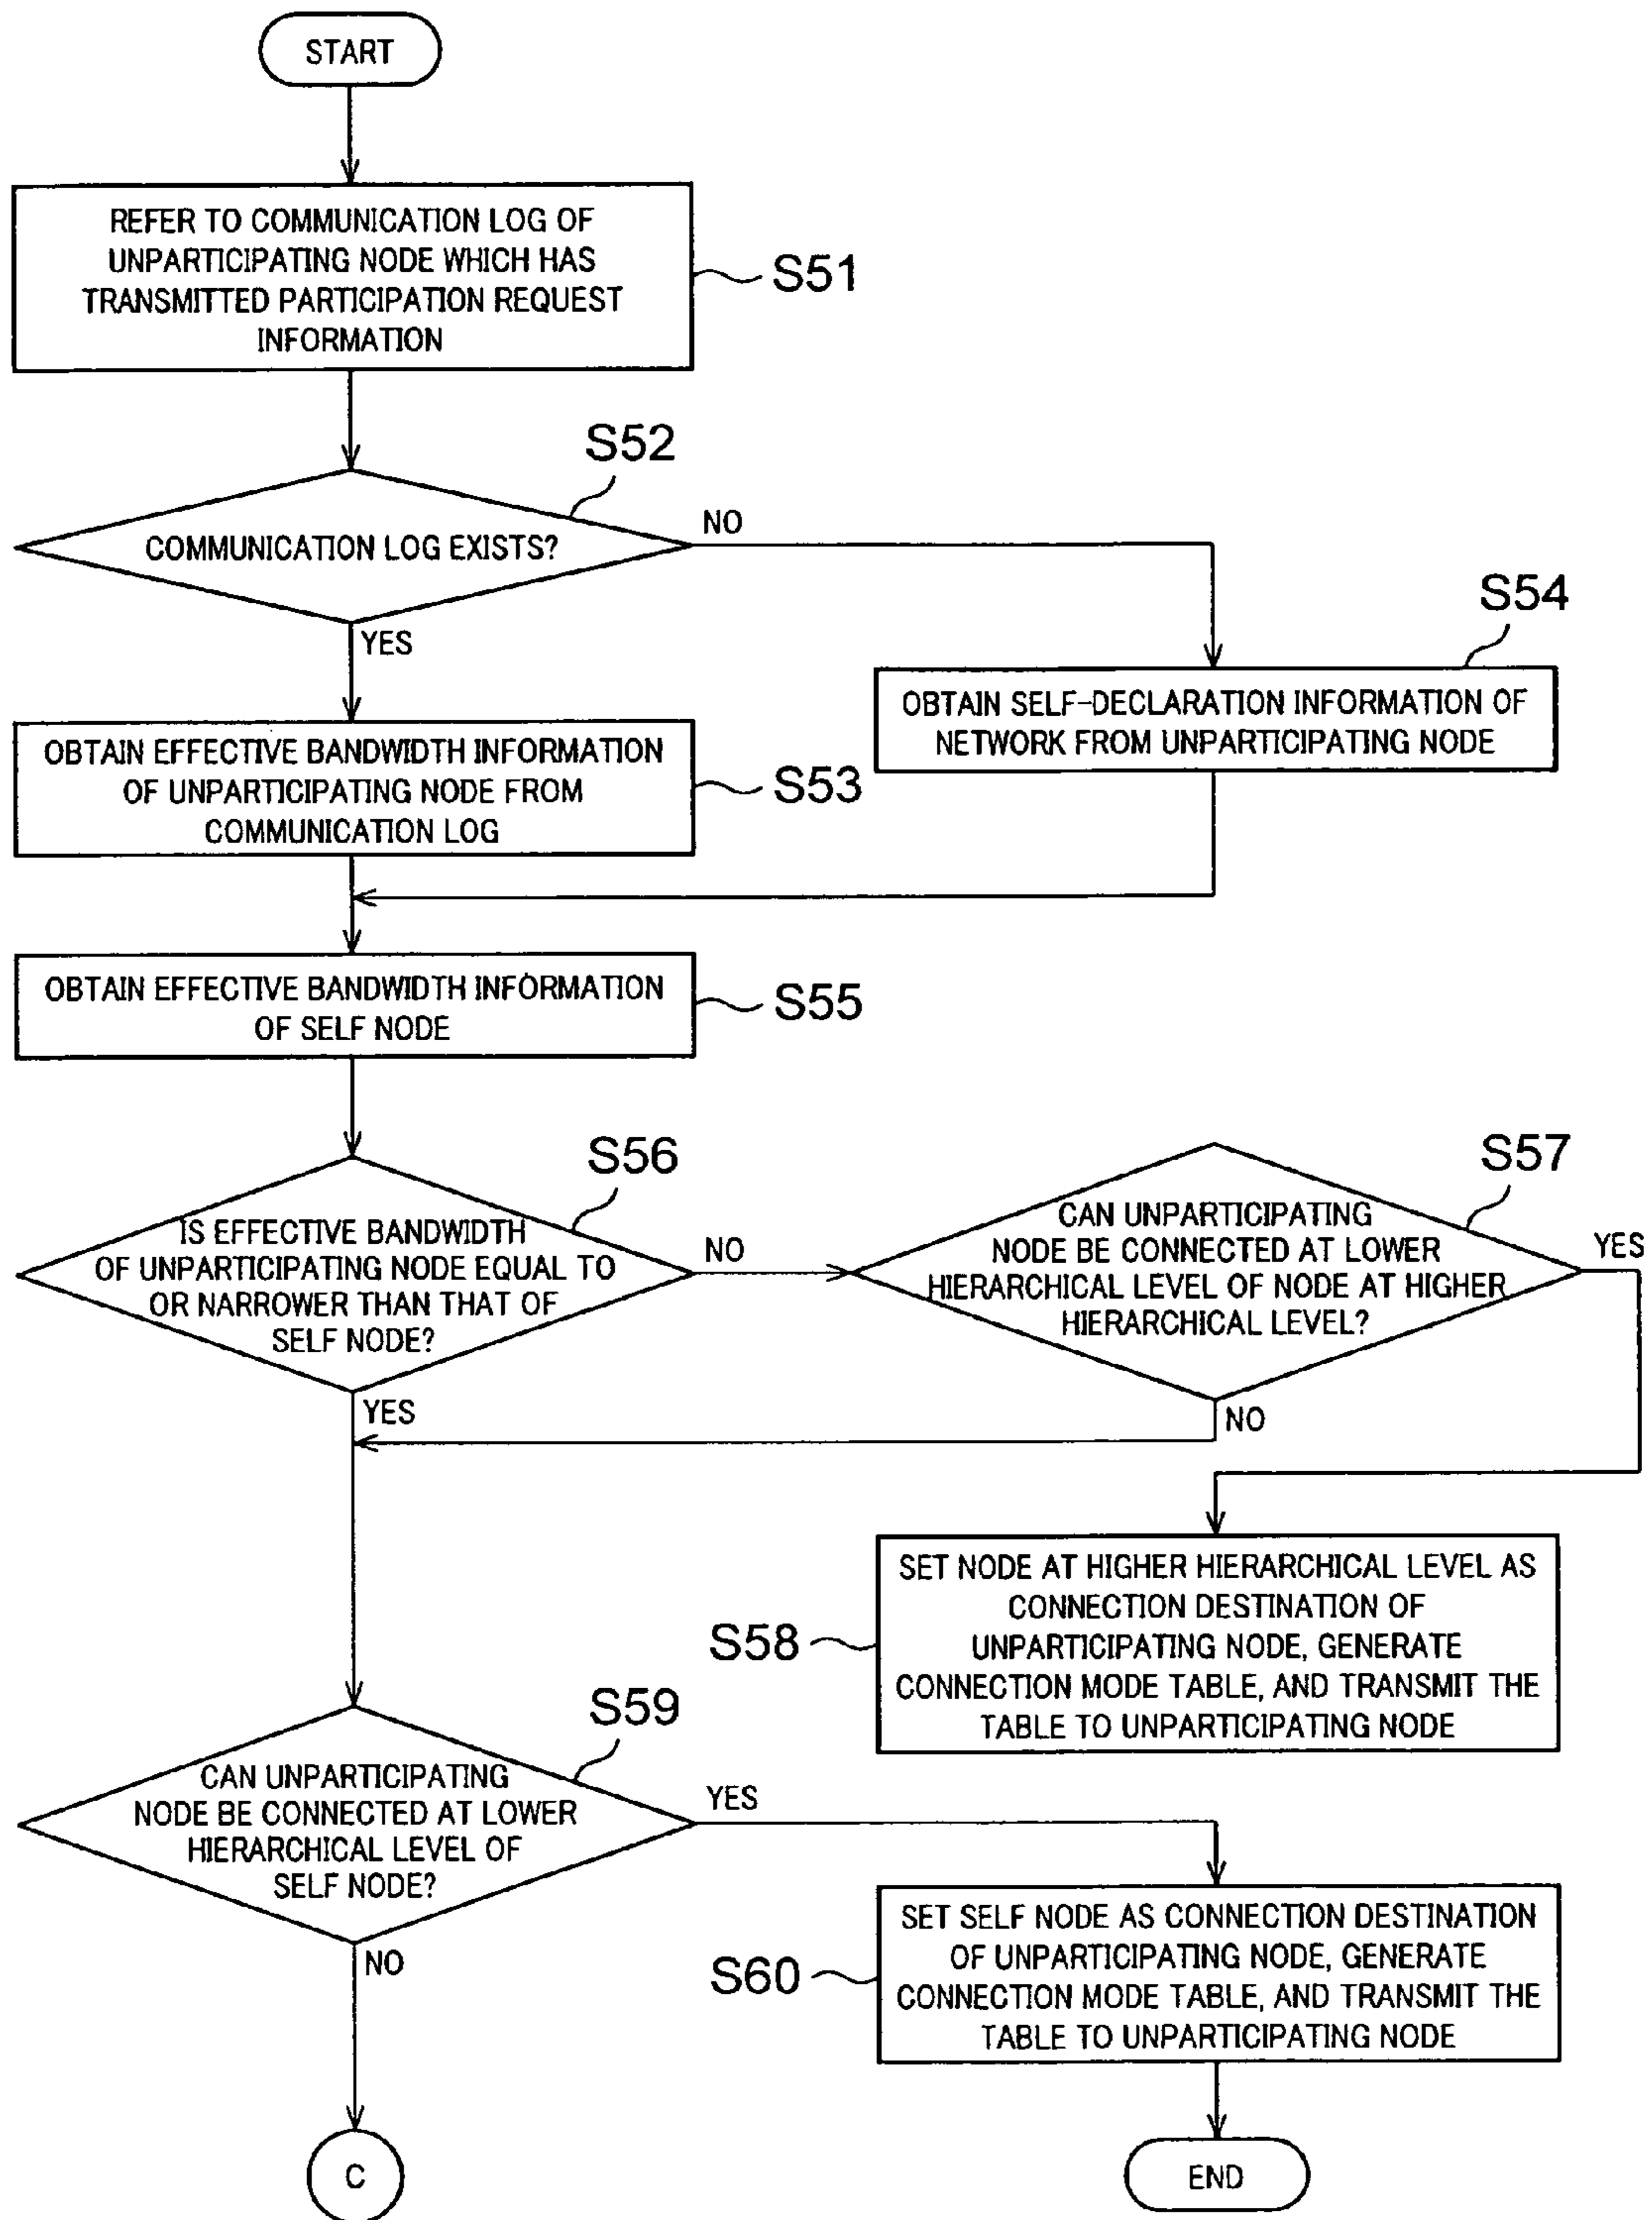 START
REFER TO COMMUNICATION LOG OF
UNPARTICIPATING NODE WHICH HAS
TRANSMITTED PARTICIPATION REQUEST
INFORMATION
S51
S52
COMMUNICATION LOG EXISTS?
NO
YES
S54
OBTAIN SELF-DECLARATION INFORMATION OF
NETWORK FROM UNPARTICIPATING NODE
OBTAIN EFFECTIVE BANDWIDTH INFORMATION
OF UNPARTICIPATING NODE FROM
COMMUNICATION LOG
S53
OBTAIN EFFECTIVE BANDWIDTH INFORMATION
OF SELF NODE
S55
S56
IS EFFECTIVE BANDWIDTH
OF UNPARTICIPATING NODE EQUAL TO
OR NARROWER THAN THAT OF
SELF NODE?
NO
YES
S57
CAN UNPARTICIPATING
NODE BE CONNECTED AT LOWER
HIERARCHICAL LEVEL OF NODE AT HIGHER
HIERARCHICAL LEVEL?
YES
NO
S58
SET NODE AT HIGHER HIERARCHICAL LEVEL AS
CONNECTION DESTINATION OF
UNPARTICIPATING NODE, GENERATE
CONNECTION MODE TABLE, AND TRANSMIT THE
TABLE TO UNPARTICIPATING NODE
S59
CAN UNPARTICIPATING
NODE BE CONNECTED AT LOWER
HIERARCHICAL LEVEL OF
SELF NODE?
YES
NO
S60
SET SELF NODE AS CONNECTION DESTINATION
OF UNPARTICIPATING NODE, GENERATE
CONNECTION MODE TABLE, AND TRANSMIT THE
TABLE TO UNPARTICIPATING NODE
C
END